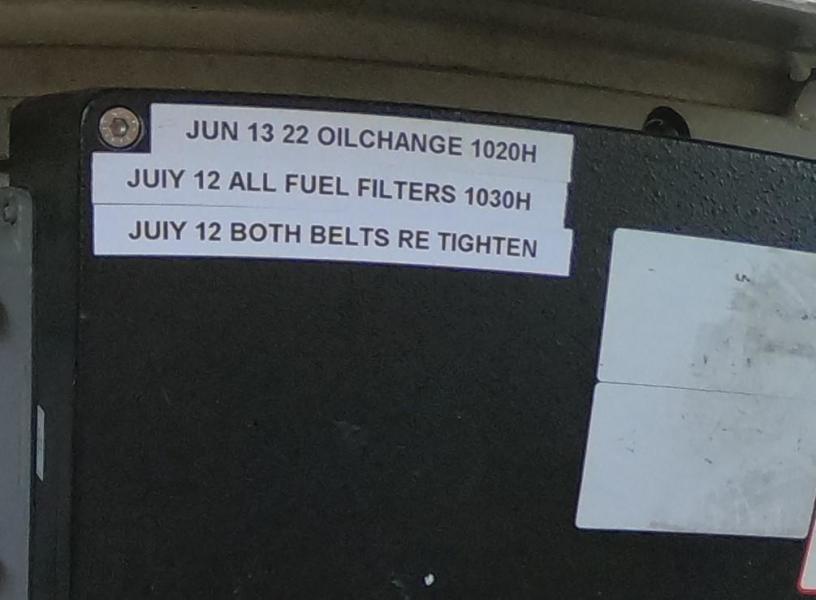 JUN 13 22 OILCHANGE 1020H
JUIY 12 ALL FUEL FILTERS 1030H
JUIY 12 BOTH BELTS RE TIGHTEN